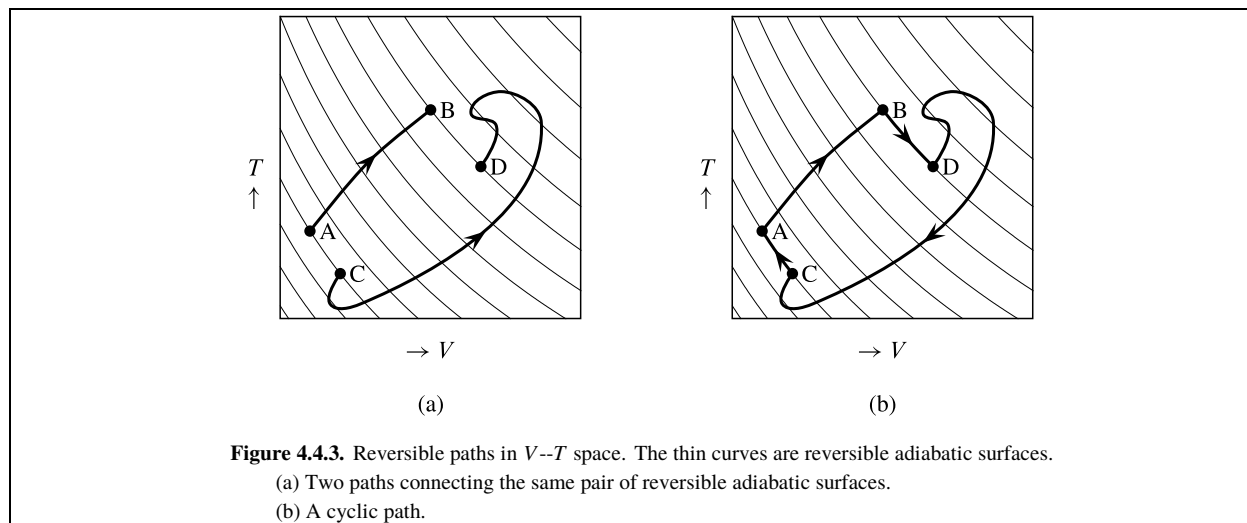 B
D
T
↑
A
C
→ V
(a)
B
D
T
↑
A
C
→ V
(b)
Figure 4.4.3. Reversible paths in V--T space. The thin curves are reversible adiabatic surfaces.
(a) Two paths connecting the same pair of reversible adiabatic surfaces.
(b) A cyclic path.